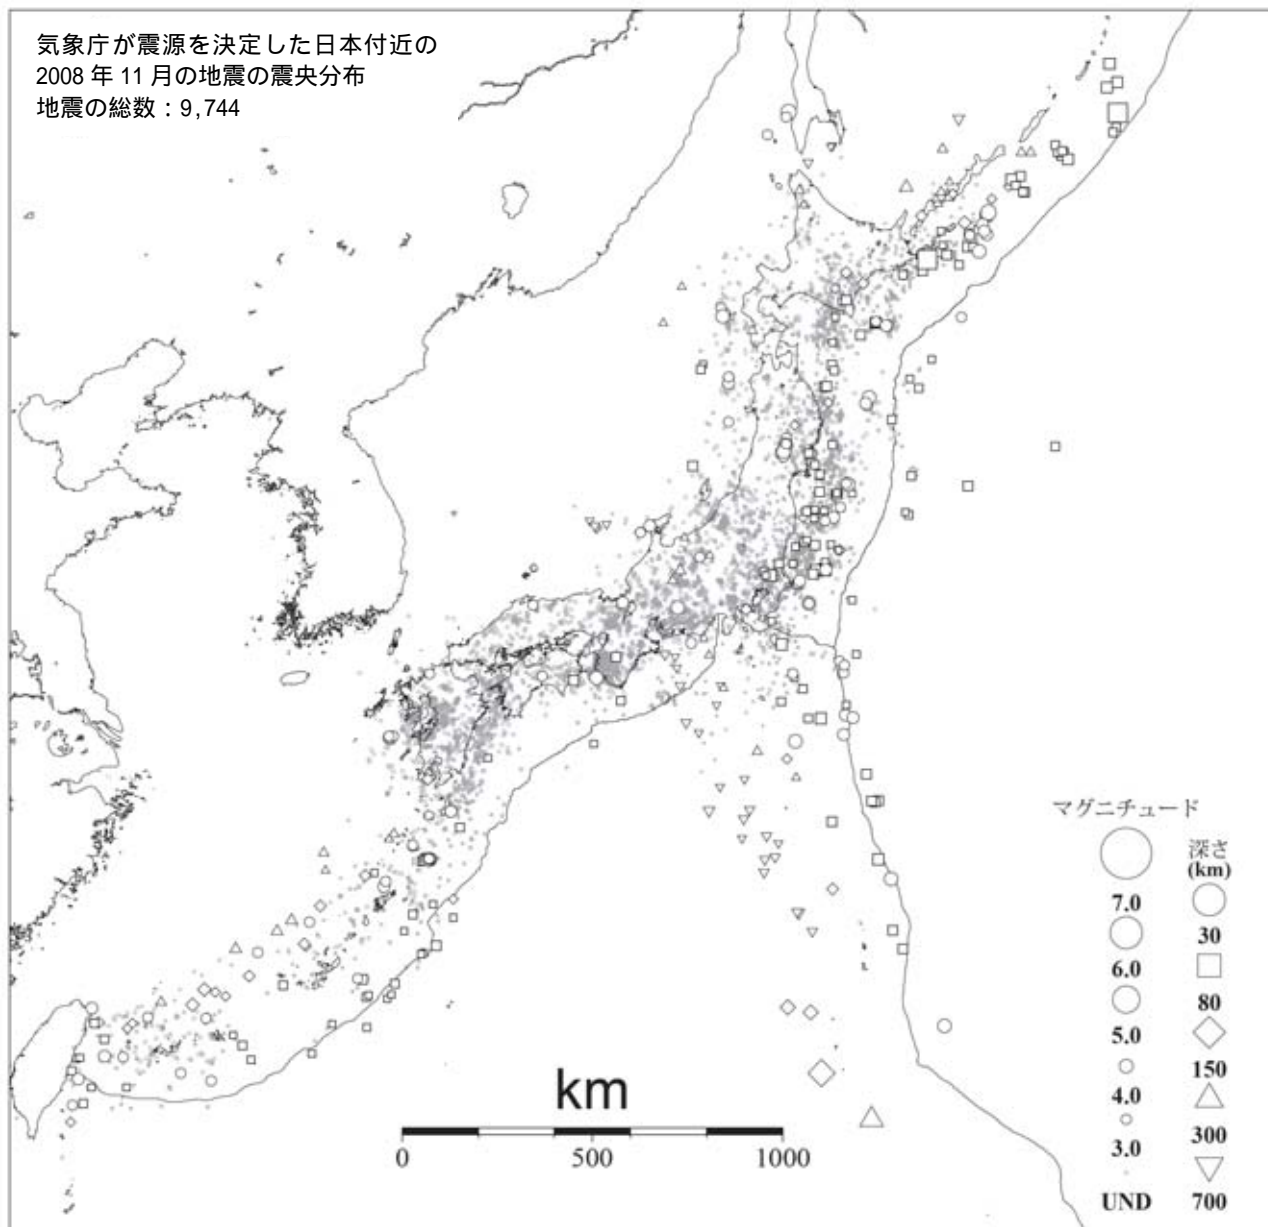 気象庁が震源を決定した日本付近の
2008 年 11 月の地震の震央分布
地震の総数：9,744
マグニチュード
深さ
(km)
7.0
30
6.0
80
5.0
150
4.0
300
3.0
UND 700
km
0 500 1000